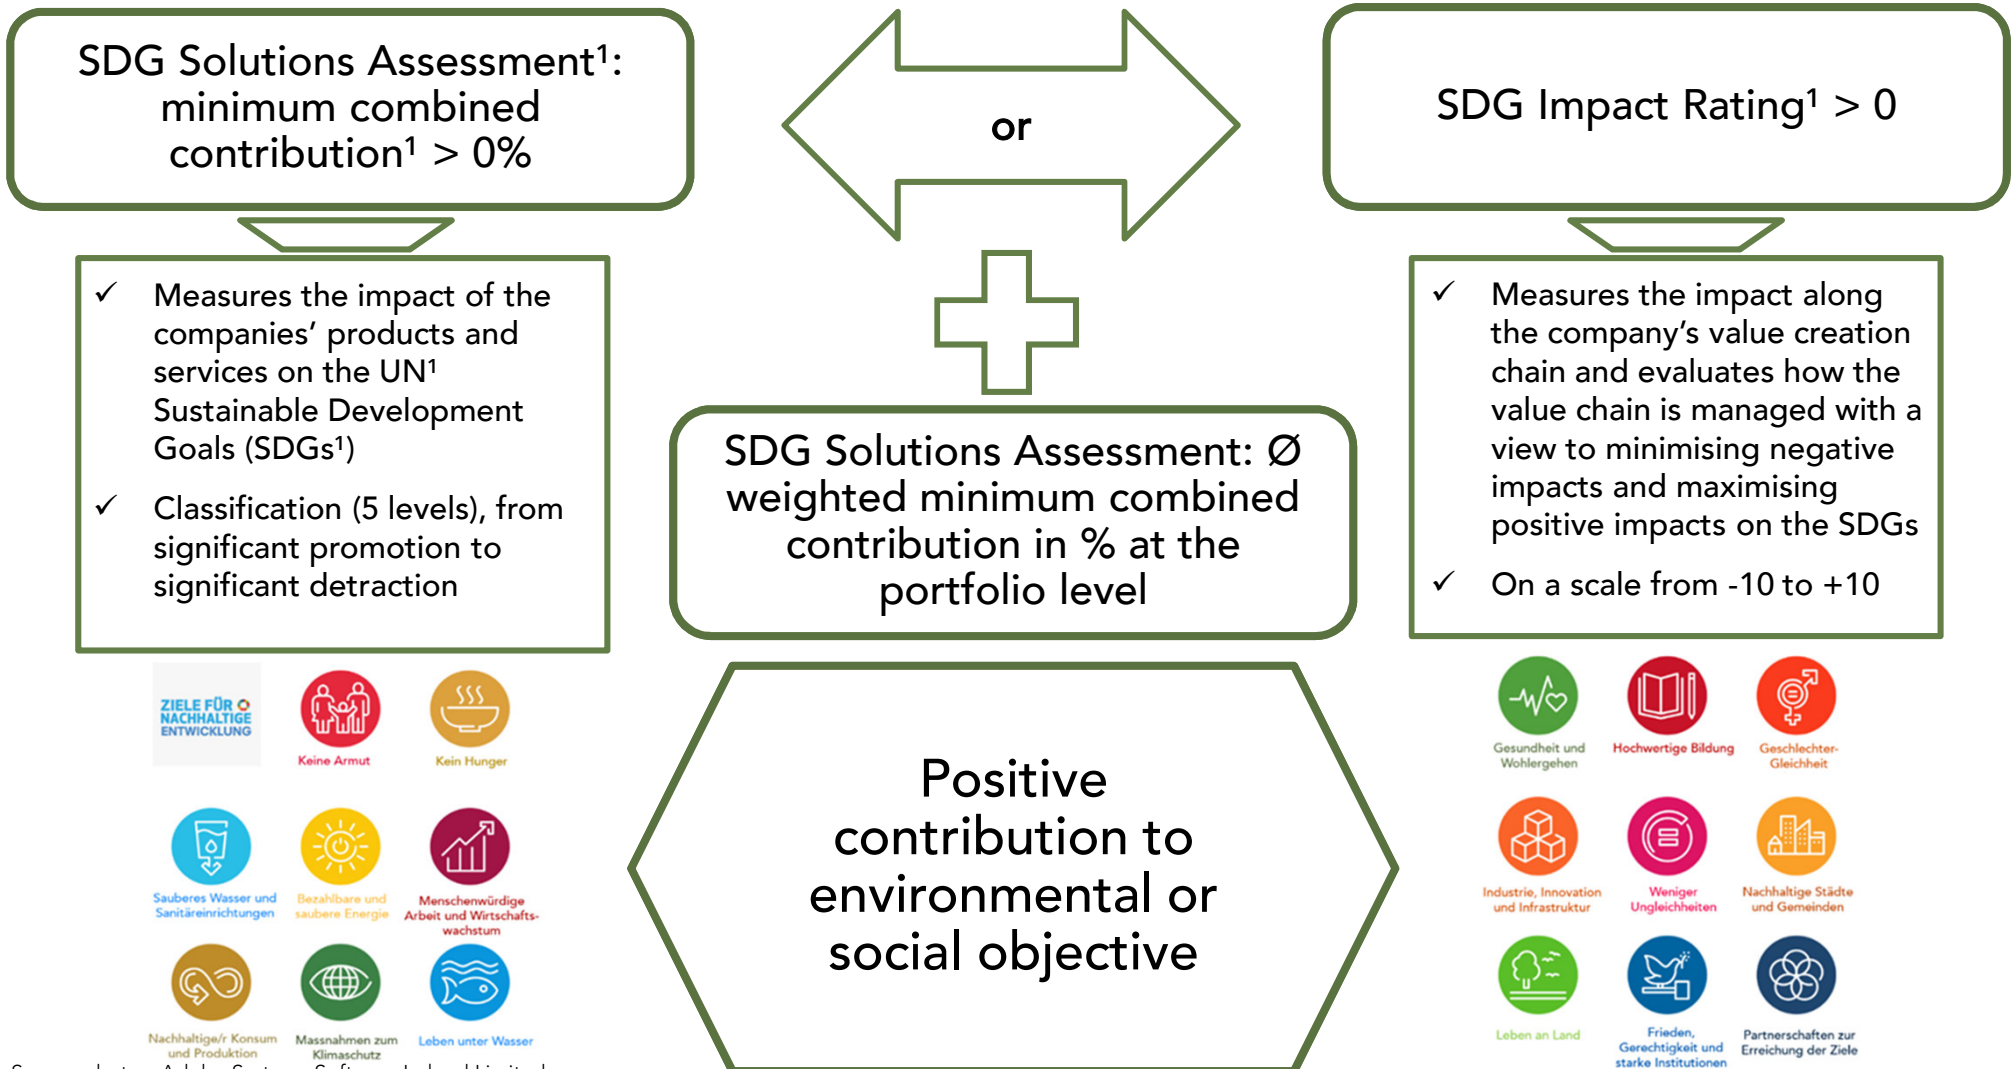 SDG Solutions Assessment¹:
minimum combined
contribution¹ > 0%
or
SDG Impact Rating¹ > 0
✓ Measures the impact of the
companies’ products and
services on the UN¹
Sustainable Development
Goals (SDGs¹)
✓ Classification (5 levels), from
significant promotion to
significant detraction
SDG Solutions Assessment: Ø
weighted minimum combined
contribution in % at the
portfolio level
✓ Measures the impact along
the company’s value creation
chain and evaluates how the
value chain is managed with a
view to minimising negative
impacts and maximising
positive impacts on the SDGs
✓ On a scale from -10 to +10
Positive
contribution to
environmental or
social objective
ZIELE FÜR
NACHHALTIGE
ENTWICKLUNG
Keine Armut
Kein Hunger
Sauberes Wasser und
Sanitäreinrichtungen
Bezahlbare und
saubere Energie
Menschenwürdige
Arbeit und Wirtschafts-
wachstum
Nachhaltige/r Konsum
und Produktion
Massnahmen zum
Klimaschutz
Leben unter Wasser
Gesundheit und
Wohlergehen
Hochwertige Bildung
Geschlechter-
Gleichheit
Industrie, Innovation
und Infrastruktur
Weniger
Ungleichheiten
Nachhaltige Städte
und Gemeinden
Leben an Land
Frieden,
Gerechtigkeit und
starke Institutionen
Partnerschaften zur
Erreichung der Ziele